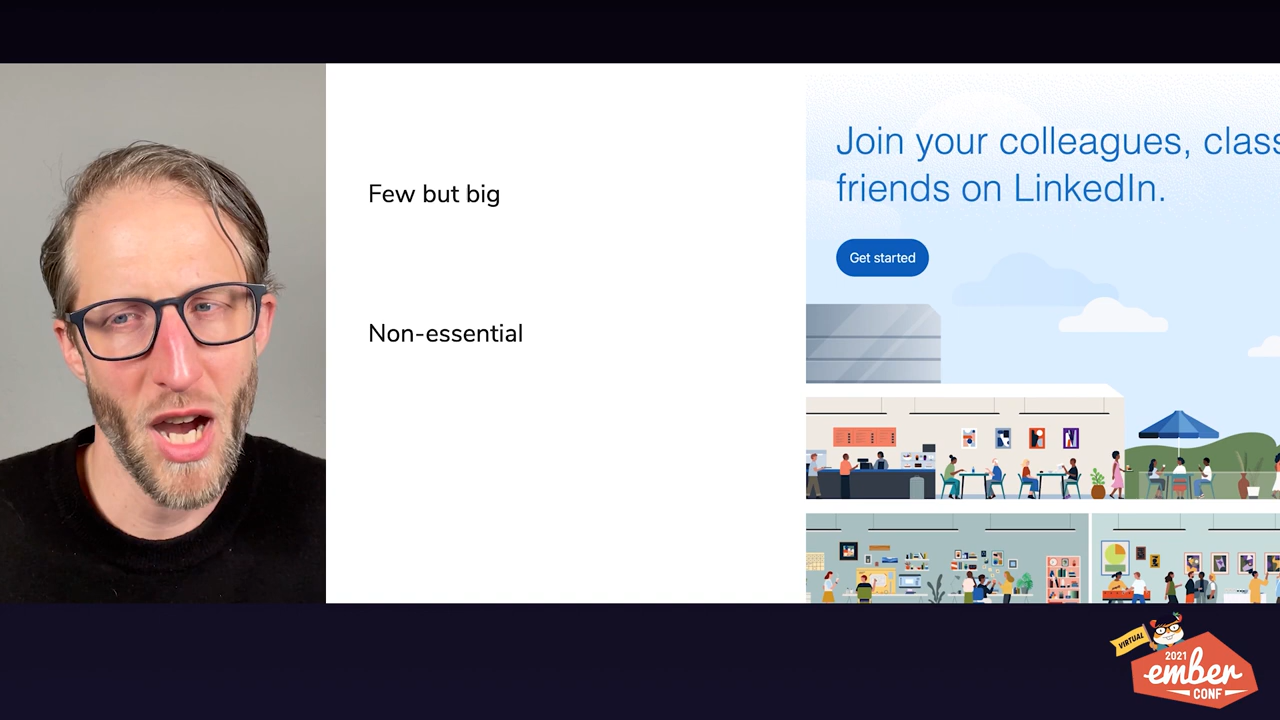 Few but big
Non-essential
Join your colleagues, class
friends on LinkedIn.
Get started
VIRTUAL
2021
ember
CONF